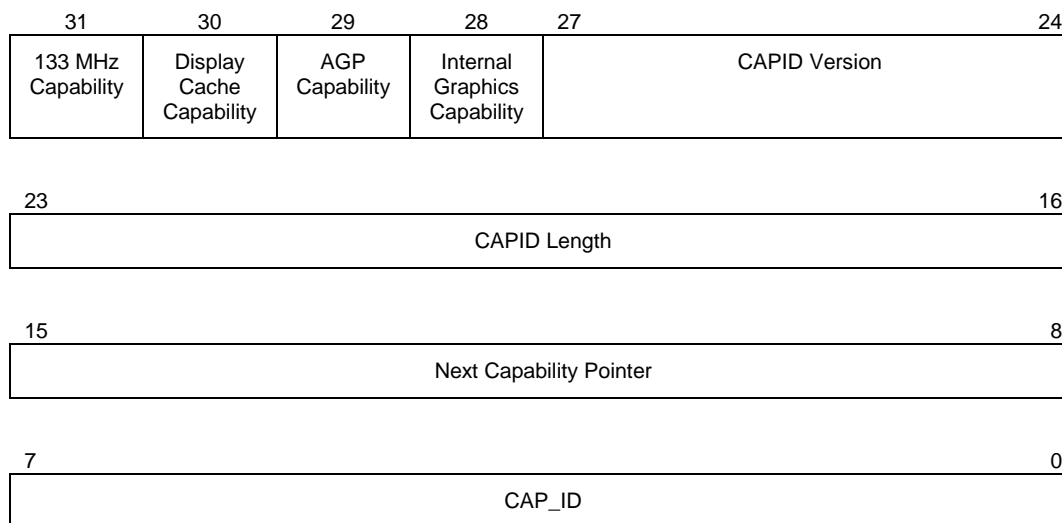 31 30 29 28 27 24
133 MHz Capability Display Cache Capability AGP Capability Internal Graphics Capability CAPID Version
23 16
CAPID Length
15 8
Next Capability Pointer
7 0
CAP_ID